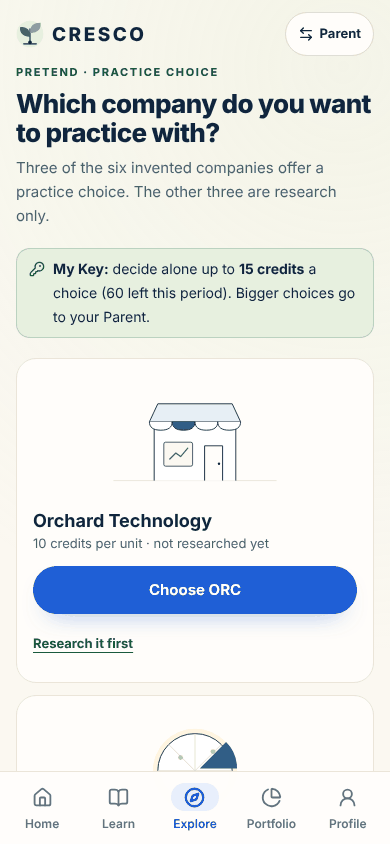 CRESCO
Parent
PRETEND · PRACTICE CHOICE
Which company do you want
to practice with?
Three of the six invented companies offer a
practice choice. The other three are research
only.
My Key: decide alone up to 15 credits a
choice (60 left this period). Bigger choices go
to your Parent.
Orchard Technology
10 credits per unit · not researched yet
Choose ORC
Research it first
Home
Learn
Explore
Portfolio
Profile